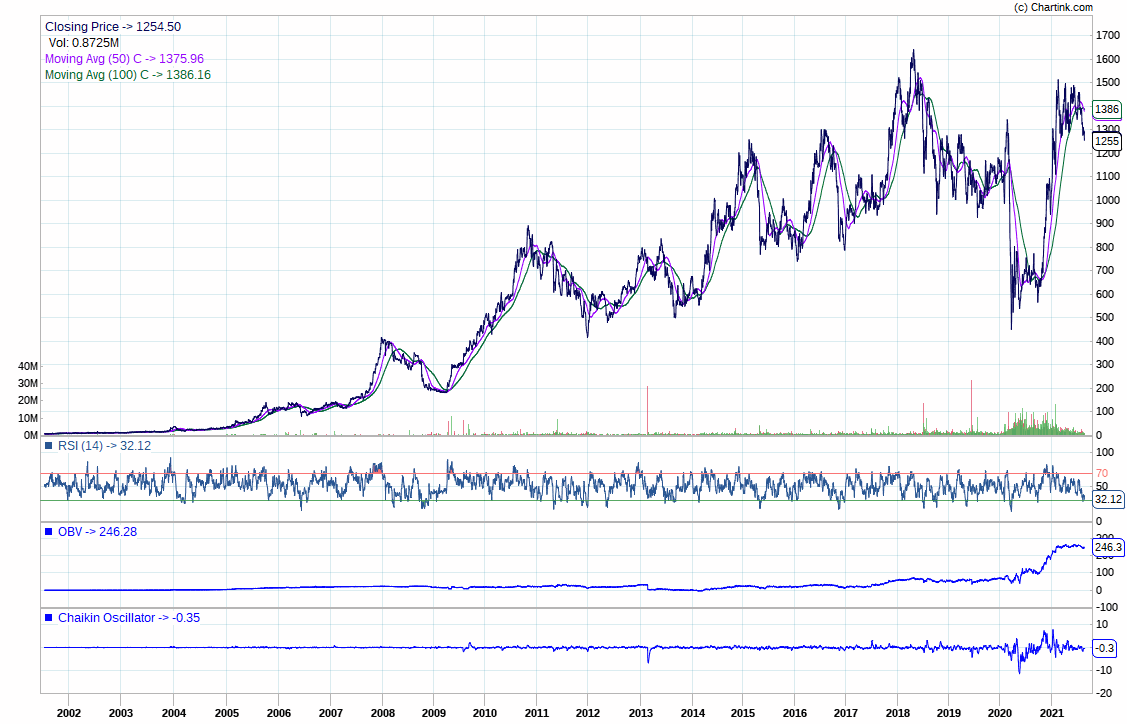 (c) Chartink.com
Closing Price -> 1254.50
Vol: 0.8725M
Moving Avg (50) C -> 1375.96
Moving Avg (100) C -> 1386.16
1700
1600
1500
1386
1300
1255
1200
1100
1000
900
800
700
600
500
400
300
200
100
0
40M
30M
20M
10M
0M
RSI (14) -> 32.12
100
70
50
32.12
0
OBV -> 246.28
200
246.3
100
0
-100
Chaikin Oscillator -> -0.35
10
-0.3
-10
-20
2002 2003 2004 2005 2006 2007 2008 2009 2010 2011 2012 2013 2014 2015 2016 2017 2018 2019 2020 2021